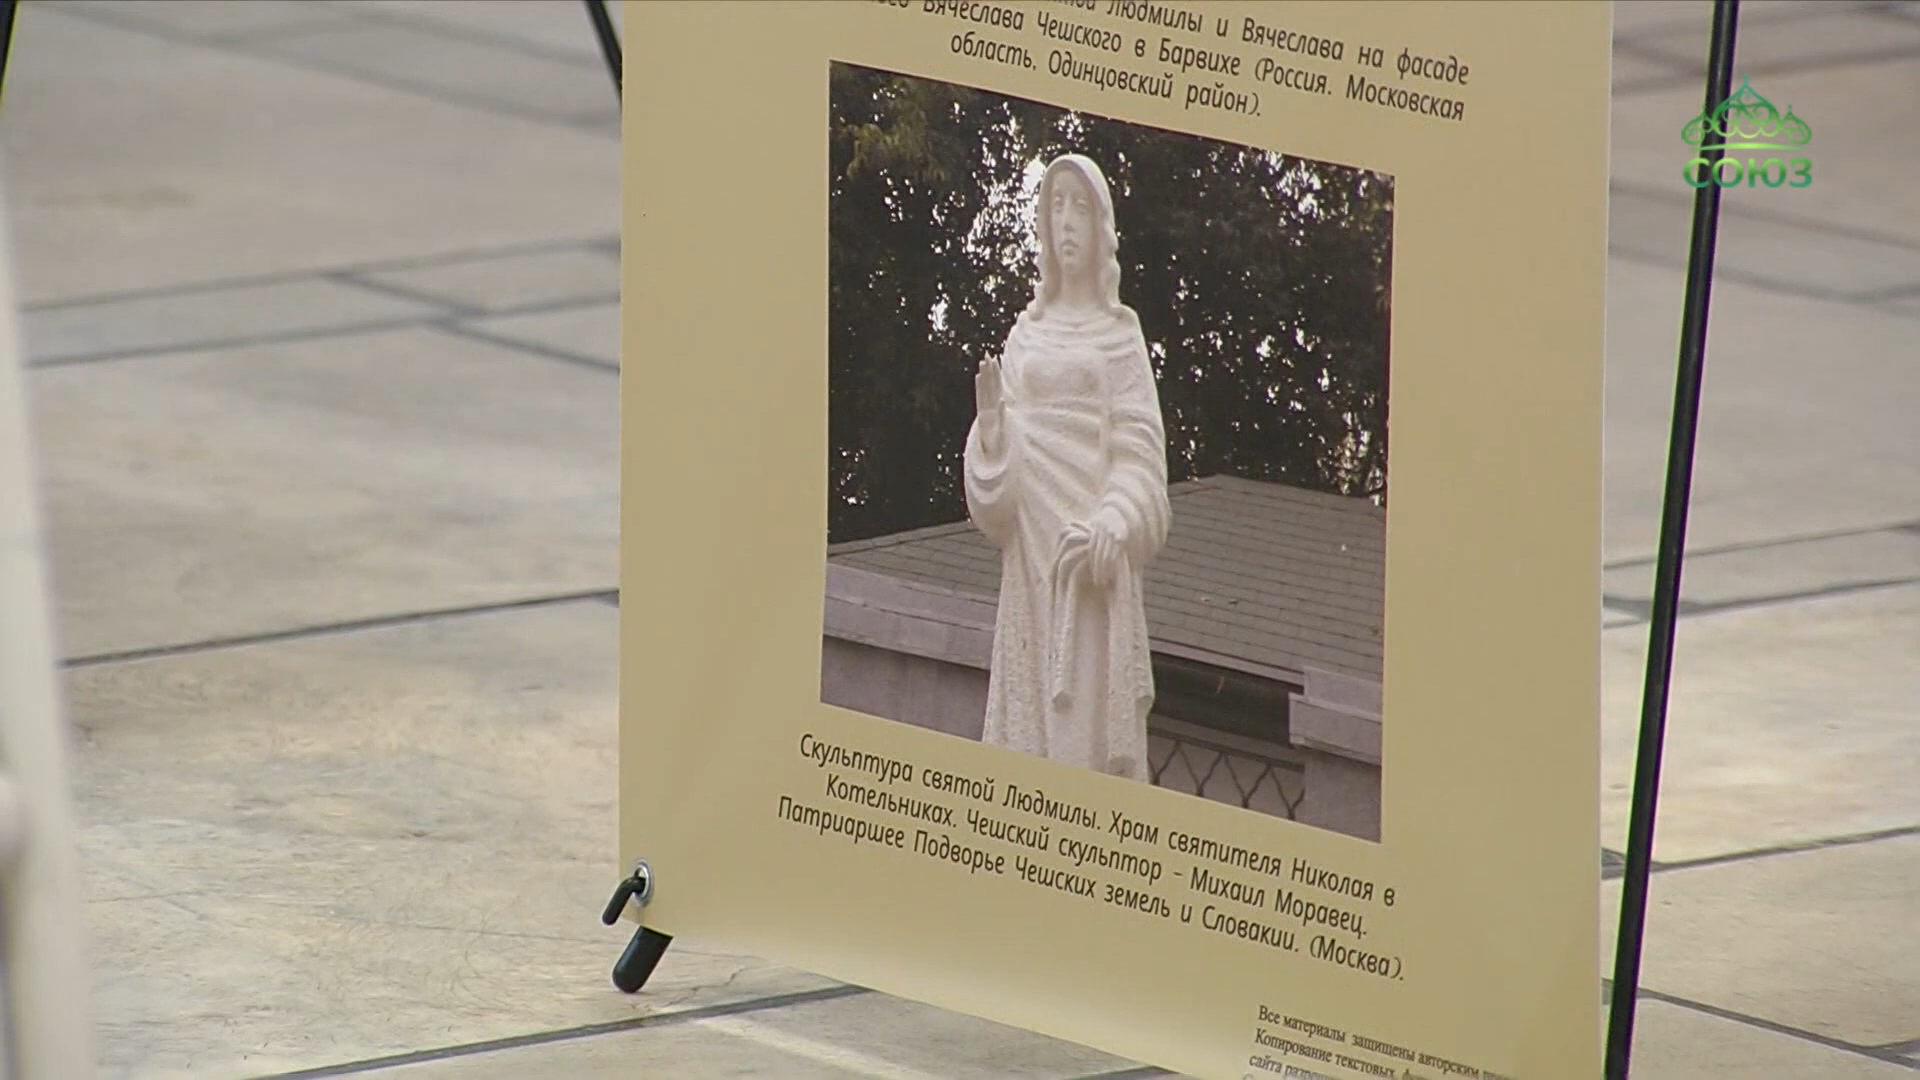 Людмилы и Вячеслава на фасаде
Вячеслава Чешского в Барвихе (Россия. Московская
область. Одинцовский район).
СОЮЗ
Скульптура святой Людмилы. Храм святителя Николая в
Котельниках. Чешский скульптор - Михаил Моравец.
Патриаршее Подворье Чешских земель и Словакии. (Москва).
Все материалы защищены авторским
Копирование текстовых,
сайта